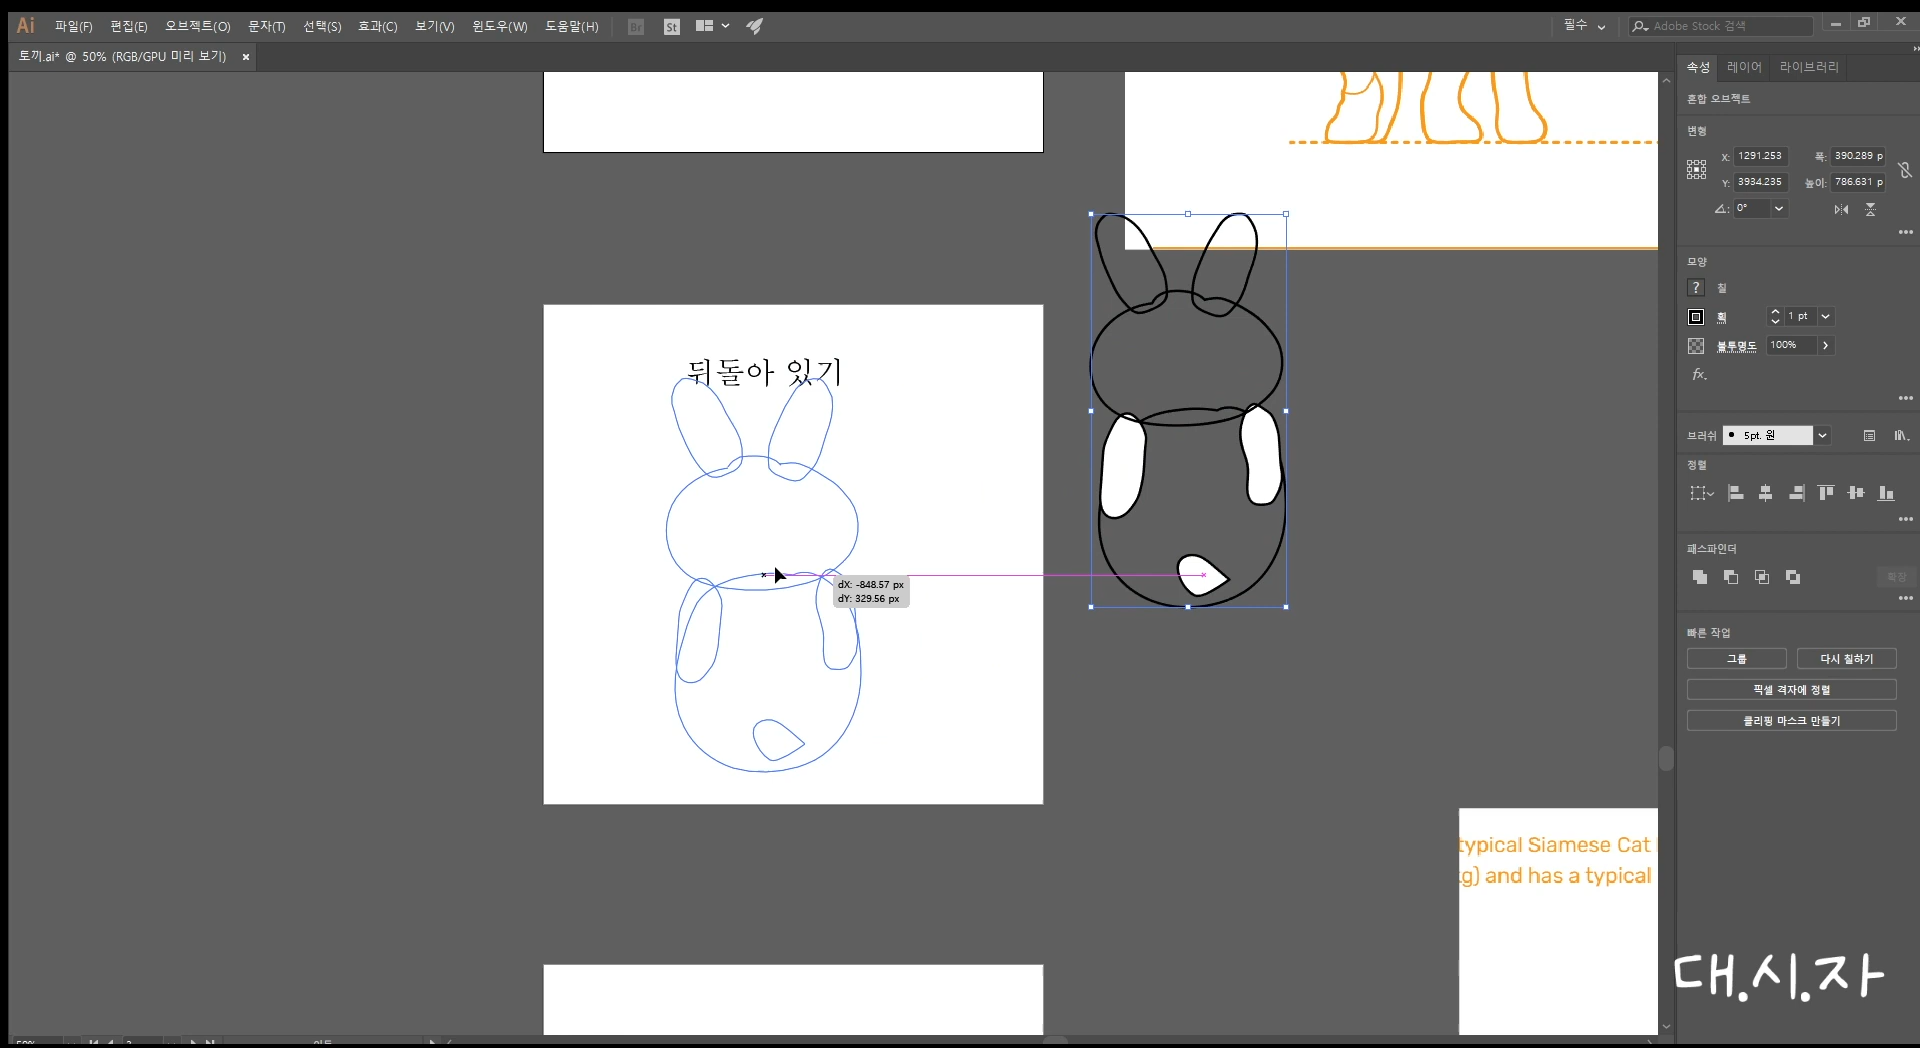 Ai 파일(F) 편집(E) 오브젝트(O) 문자(T) 선택(S) 효과(C) 보기(V) 윈도우(W) 도움말(H) Br St 필수 Adobe Stock 검색
토끼.ai* @ 50% (RGB/GPU 미리 보기) ×
속성 레이어 라이브러리
혼합 오브젝트
변형
X: 1291.253 폭: 390.289 p
Y: 3934.235 높이: 786.631 p
0°
모양
? 칠
획 1 pt
불투명도 100%
fx.
브러쉬 5pt. 원
정렬
패스파인더
확장
빠른 작업
그룹 다시 칠하기
픽셀 격자에 정렬
클리핑 마스크 만들기
뒤돌아 있기
dX: -848.57 px
dY: 329.56 px
typical Siamese Cat
g) and has a typical
대.시.자
50%